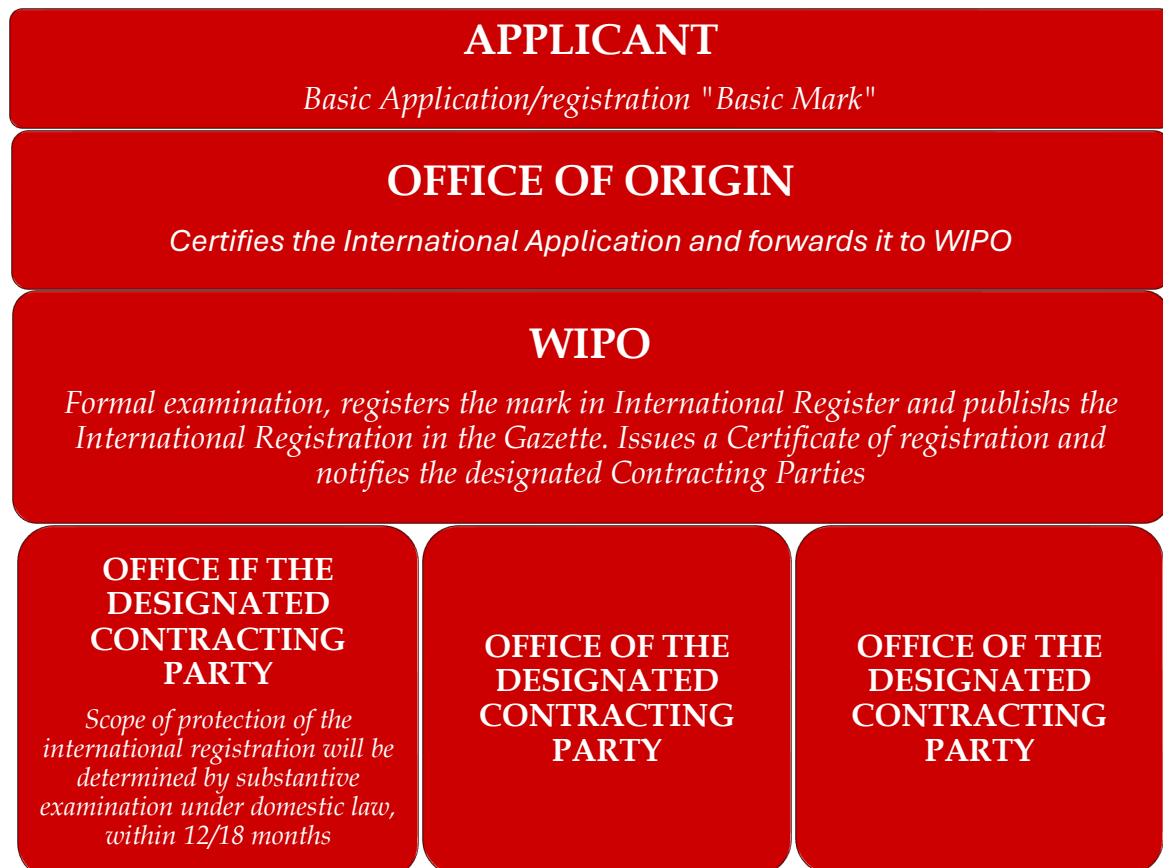 APPLICANT
Basic Application/registration "Basic Mark"
OFFICE OF ORIGIN
Certifies the International Application and forwards it to WIPO
WIPO
Formal examination, registers the mark in International Register and publishs the
International Registration in the Gazette. Issues a Certificate of registration and
notifies the designated Contracting Parties
OFFICE IF THE
DESIGNATED
CONTRACTING
PARTY
Scope of protection of the
international registration will be
determined by substantive
examination under domestic law,
within 12/18 months
OFFICE OF THE
DESIGNATED
CONTRACTING
PARTY
OFFICE OF THE
DESIGNATED
CONTRACTING
PARTY